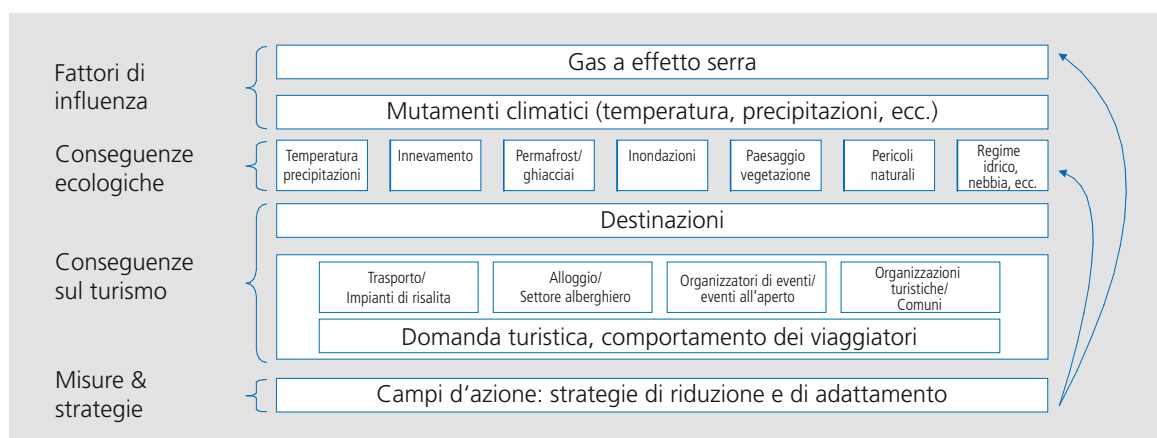 Fattori di
influenza
Gas a effetto serra
Mutamenti climatici (temperatura, precipitazioni, ecc.)
Conseguenze
ecologiche
Temperatura
precipitazioni
Innevamento
Permafrost/
ghiacciai
Inondazioni
Paesaggio
vegetazione
Pericoli
naturali
Regime
idrico,
nebbia, ecc.
Conseguenze
sul turismo
Destinazioni
Trasporto/
Impianti di risalita
Alloggio/
Settore alberghiero
Organizzatori di eventi/
eventi all'aperto
Organizzazioni
turistiche/
Comuni
Domanda turistica, comportamento dei viaggiatori
Misure &
strategie
Campi d'azione: strategie di riduzione e di adattamento